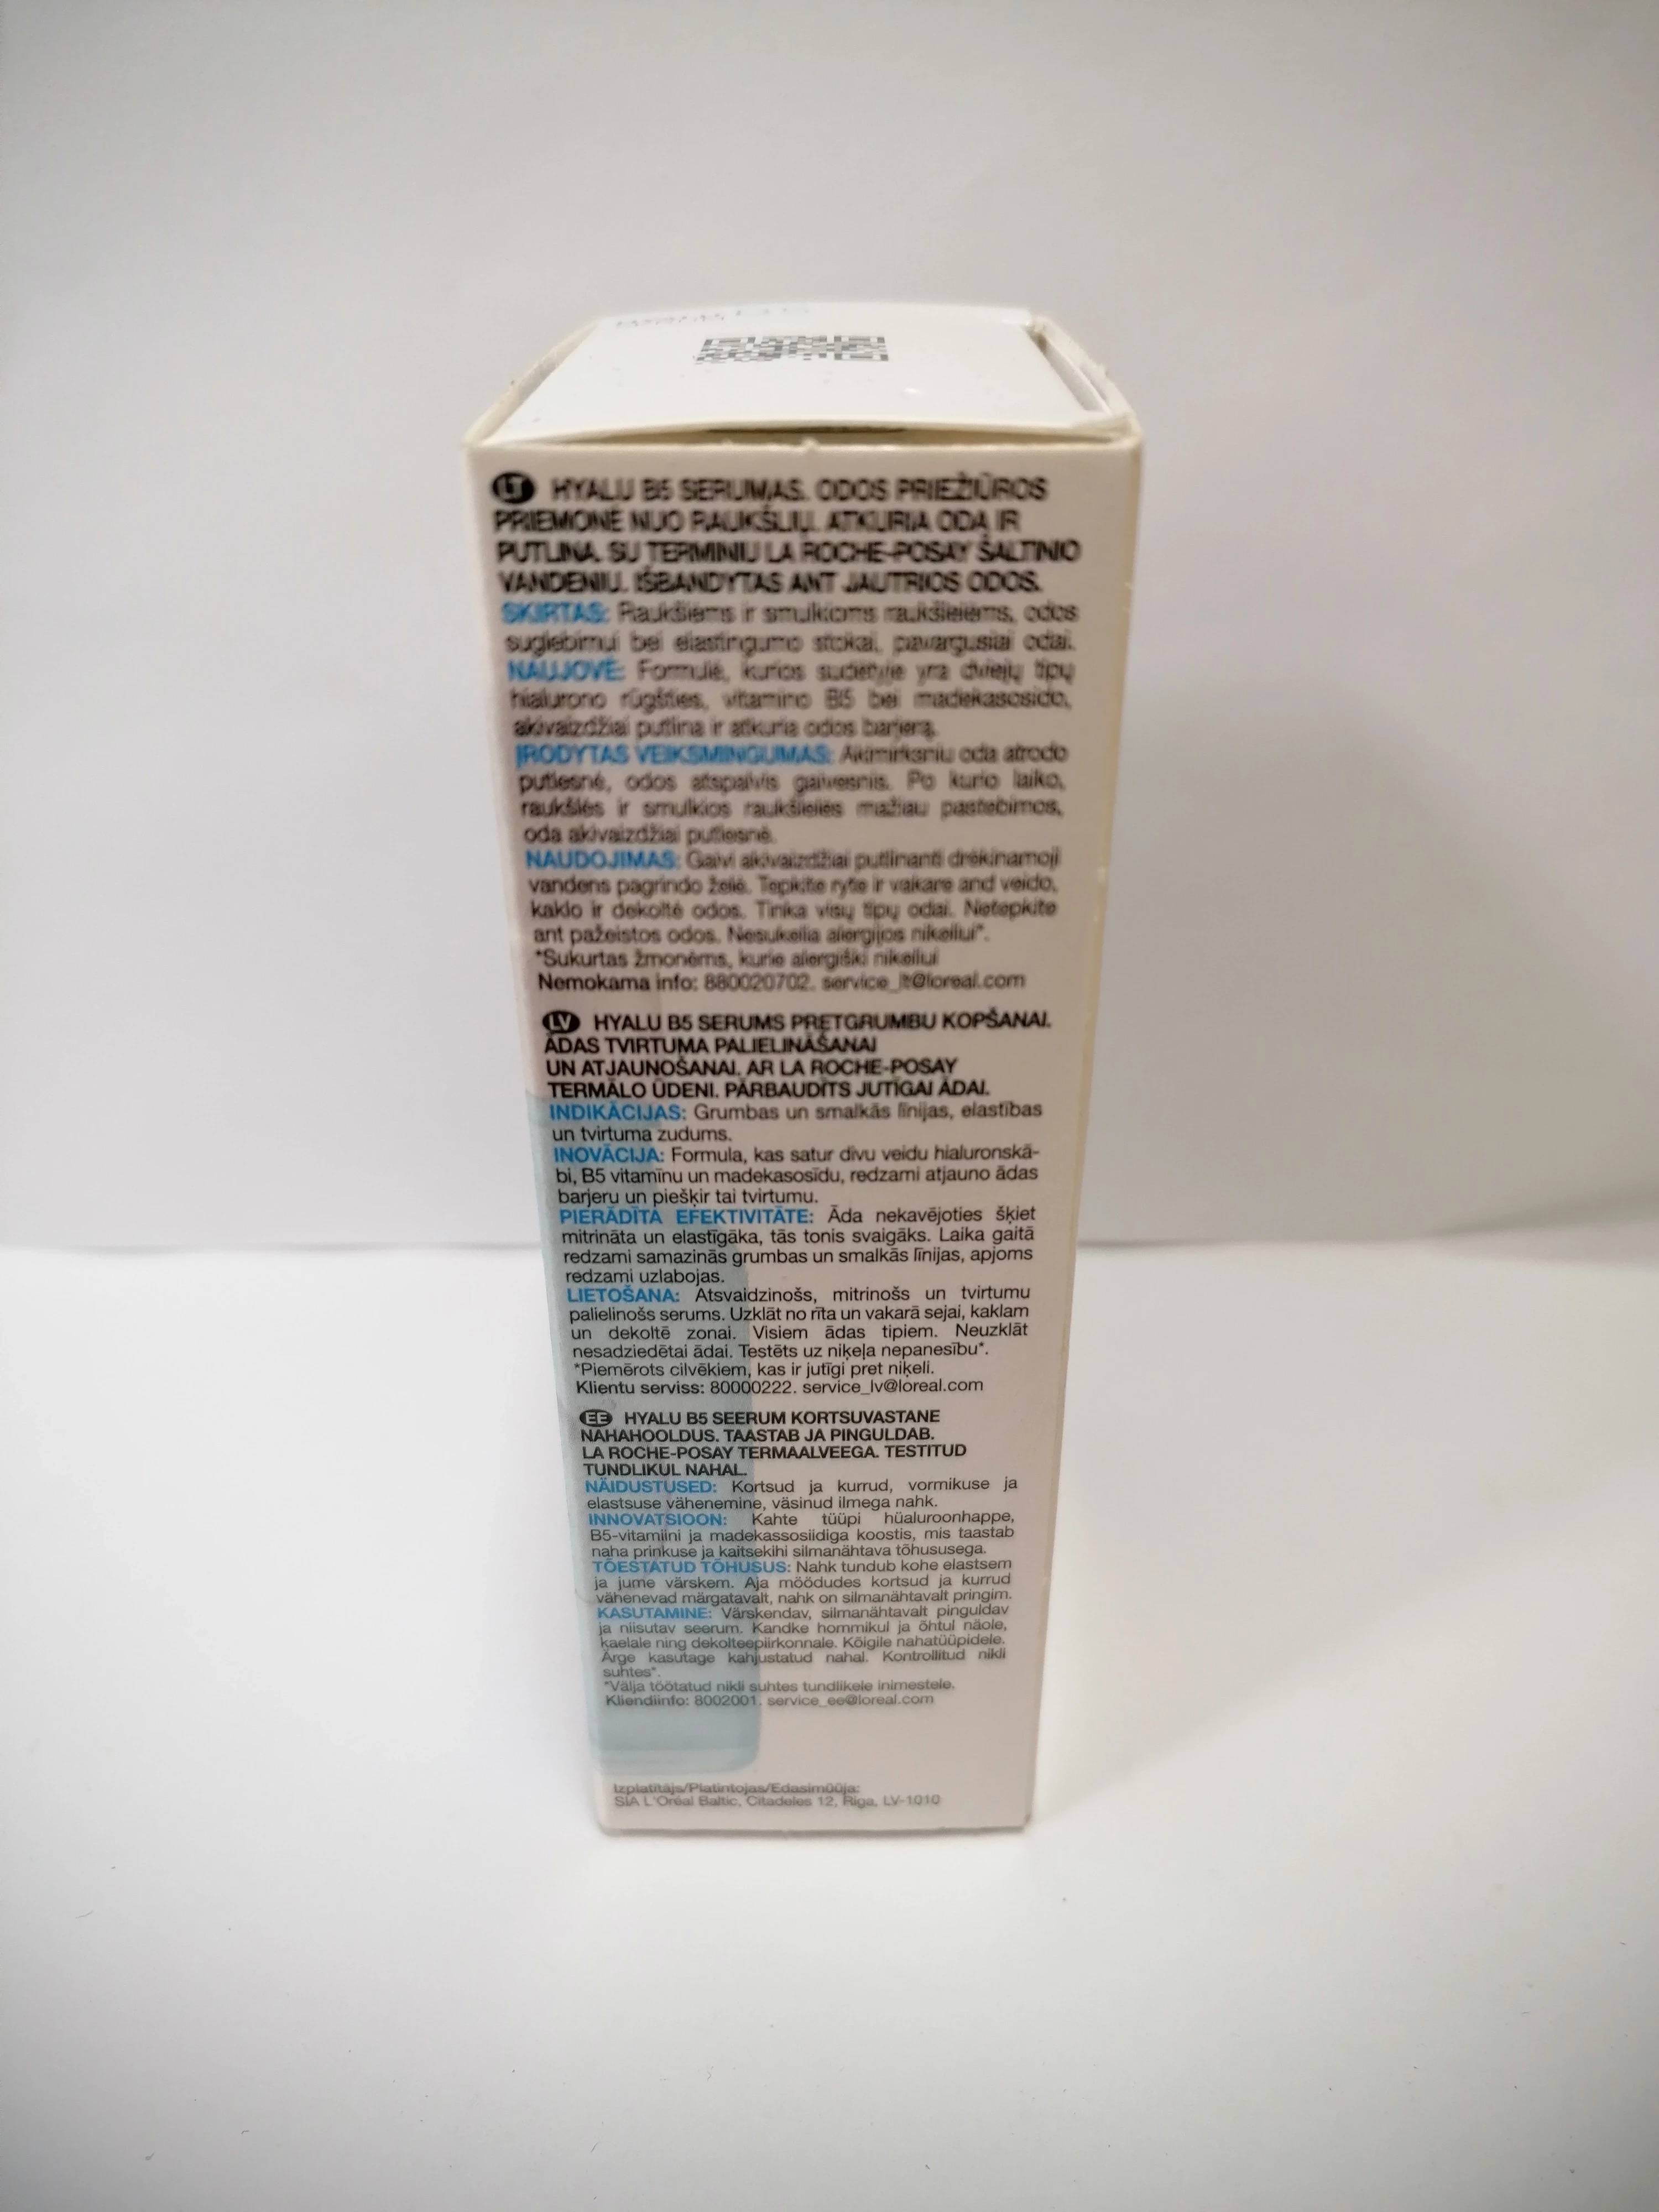 LT HYALU B5 SERUMAS. ODOS PRIEŽIŪROS
PRIEMONĖ NUO RAUKŠLIŲ. ATKURIA ODĄ IR
PUTLINA. SU TERMINIU LA ROCHE-POSAY ŠALTINIO
VANDENIU. IŠBANDYTAS ANT JAUTRIOS ODOS.
SKIRTAS: Raukšlėms ir smulkioms raukšlelėms, odos
suglebimui bei elastingumo stokai, pavargusiai odai.
NAUJOVĖ: Formulė, kurios sudėtyje yra dviejų tipų
hialurono rūgšties, vitamino B5 bei madekasosido,
akivaizdžiai putlina ir atkuria odos barjerą.
ĮRODYTAS VEIKSMINGUMAS: Akimirksniu oda atrodo
putlesnė, odos atspalvis gaivesnis. Po kurio laiko,
raukšlės ir smulkios raukšlelės mažiau pastebimos,
oda akivaizdžiai putlesnė.
NAUDOJIMAS: Gaivi akivaizdžiai putlinanti drėkinamoji
vandens pagrindo želė. Tepkite ryte ir vakare and veido,
kaklo ir dekoltė odos. Tinka visų tipų odai. Netepkite
ant pažeistos odos. Nesukelia alergijos nikeliui*.
*Sukurtas žmonėms, kurie alergiški nikeliui
Nemokama info: 880020702. service_lt@loreal.com
LV HYALU B5 SERUMS PRETGRUMBU KOPŠANAI.
ĀDAS TVIRTUMA PALIELINĀŠANAI
UN ATJAUNOŠANAI. AR LA ROCHE-POSAY
TERMĀLO ŪDENI. PĀRBAUDĪTS JUTĪGAI ĀDAI.
INDIKĀCIJAS: Grumbas un smalkās līnijas, elastības
un tvirtuma zudums.
INOVĀCIJA: Formula, kas satur divu veidu hialuronskā-
bi, B5 vitamīnu un madekasosīdu, redzami atjauno ādas
barjeru un piešķir tai tvirtumu.
PIERĀDĪTA EFEKTIVITĀTE: Āda nekavējoties šķiet
mitrināta un elastīgāka, tās tonis svaigāks. Laika gaitā
redzami samazinās grumbas un smalkās līnijas, apjoms
redzami uzlabojas.
LIETOŠANA: Atsvaidzinošs, mitrinošs un tvirtumu
palielinošs serums. Uzklāt no rīta un vakarā sejai, kaklam
un dekoltē zonai. Visiem ādas tipiem. Neuzklāt
nesadziedētai ādai. Testēts uz niķeļa nepanesību*.
*Piemērots cilvēkiem, kas ir jutīgi pret niķeli.
Klientu serviss: 80000222. service_lv@loreal.com
EE HYALU B5 SEERUM KORTSUVASTANE
NAHAHOOLDUS. TAASTAB JA PINGULDAB.
LA ROCHE-POSAY TERMAALVEEGA. TESTITUD
TUNDLIKUL NAHAL.
NÄIDUSTUSED: Kortsud ja kurrud, vormikuse ja
elastsuse vähenemine, väsinud ilmega nahk.
INNOVATSIOON: Kahte tüüpi hüaluroonhappe,
B5-vitamiini ja madekassosiidiga koostis, mis taastab
naha prinkuse ja kaitsekihi silmanähtava tõhususega.
TÕESTATUD TÕHUSUS: Nahk tundub kohe elastsem
ja jume värskem. Aja möödudes kortsud ja kurrud
vähenevad märgatavalt, nahk on silmanähtavalt pringim.
KASUTAMINE: Värskendav, silmanähtavalt pinguldav
ja niisutav seerum. Kandke hommikul ja õhtul näole,
kaelale ning dekolteepiirkonnale. Kõigile nahatüüpidele.
Ärge kasutage kahjustatud nahal. Kontrollitud nikli
suhtes*.
*Välja töötatud nikli suhtes tundlikele inimestele.
Kliendiinfo: 8002001. service_ee@loreal.com
Izplatītājs/Platintojas/Edasimüüja:
SIA L'Oréal Baltic, Citadeles 12, Riga, LV-1010